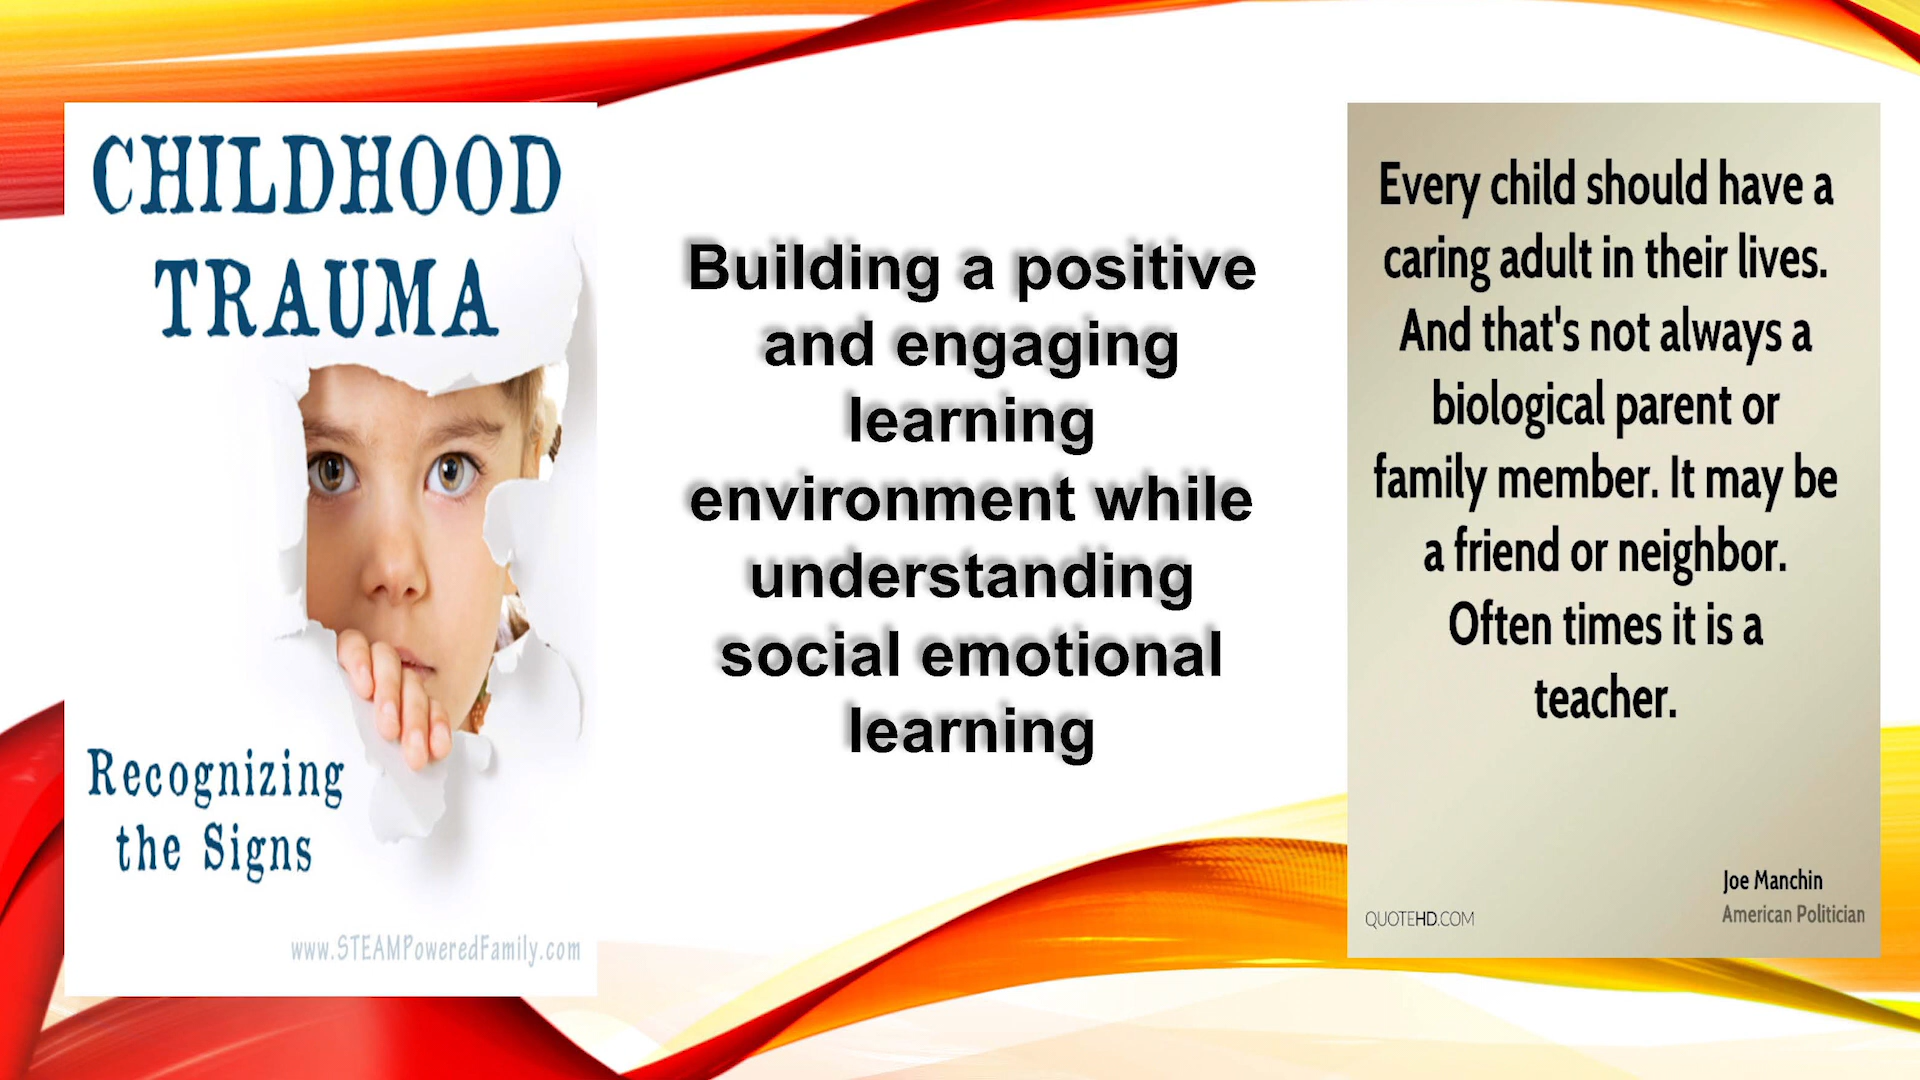 CHILDHOOD
TRAUMA
Recognizing
the Signs
www.STEAMPoweredFamily.com
Building a positive
and engaging
learning
environment while
understanding
social emotional
learning
Every child should have a
caring adult in their lives.
And that's not always a
biological parent or
family member. It may be
a friend or neighbor.
Often times it is a
teacher.
Joe Manchin
American Politician
QUOTEHD.COM